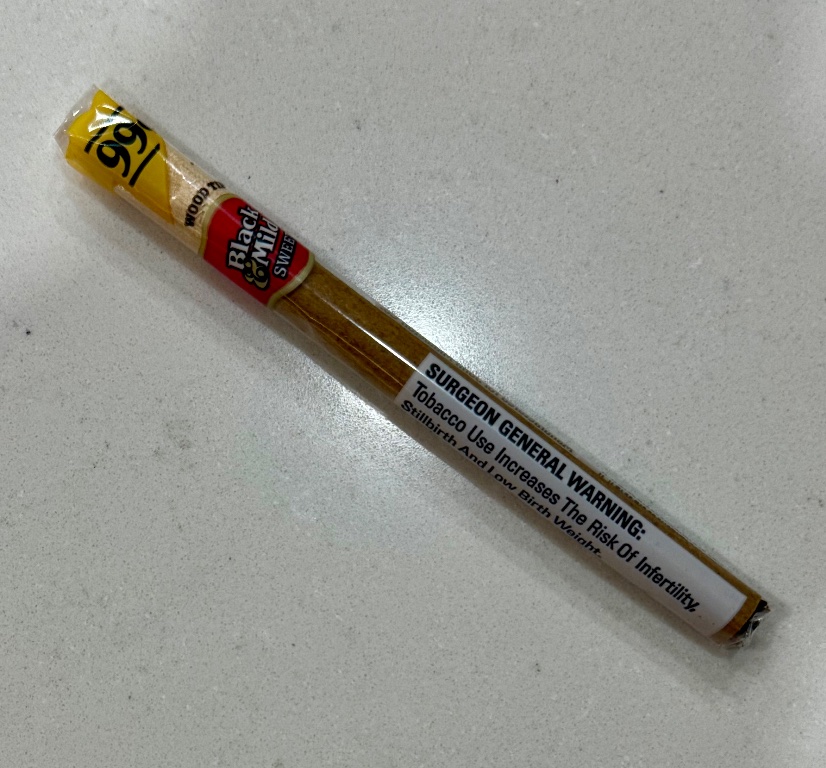 99¢
WOOD
Black
& Mild
SWEET
SURGEON GENERAL WARNING:
Tobacco Use Increases The Risk Of Infertility,
Stillbirth And Low Birth Weight.